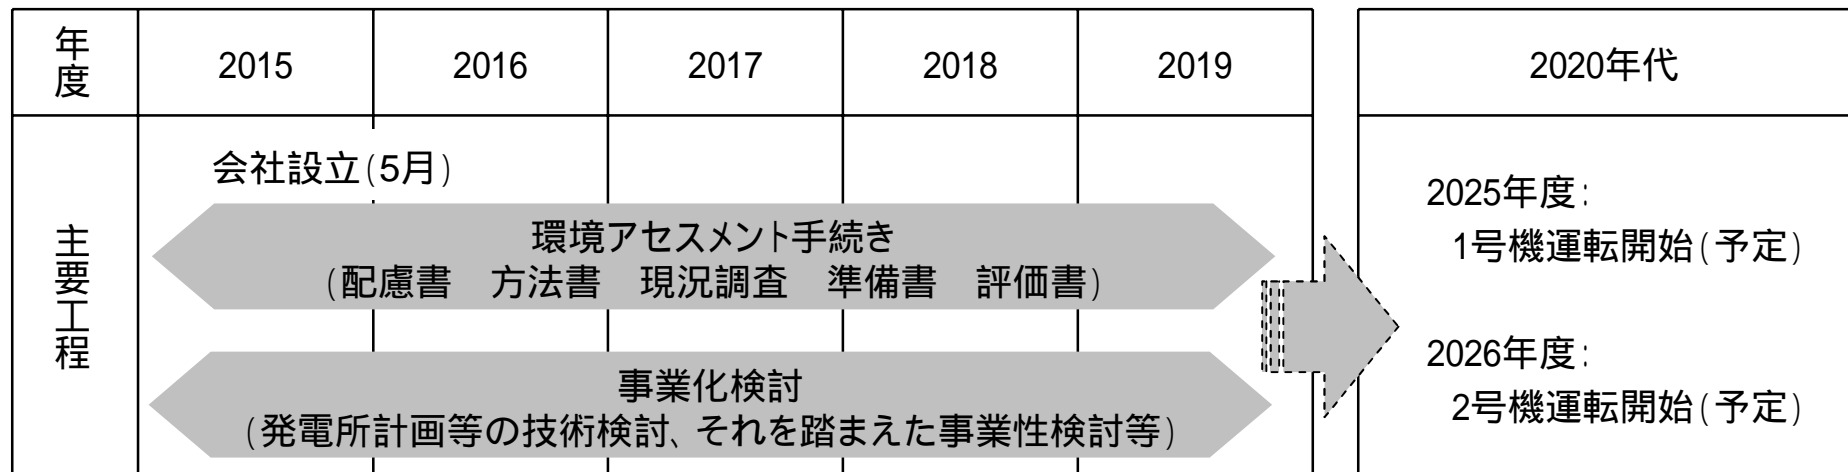 年度 2015 2016 2017 2018 2019 2020年代
主要工程
会社設立(5月)
環境アセスメント手続き
(配慮書　方法書　現況調査　準備書　評価書)
事業化検討
(発電所計画等の技術検討、それを踏まえた事業性検討等)
2025年度:
1号機運転開始(予定)
2026年度:
2号機運転開始(予定)